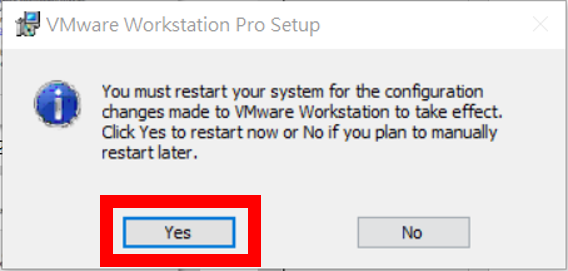 VMware Workstation Pro Setup
You must restart your system for the configuration
changes made to VMware Workstation to take effect.
Click Yes to restart now or No if you plan to manually
restart later.
Yes
No